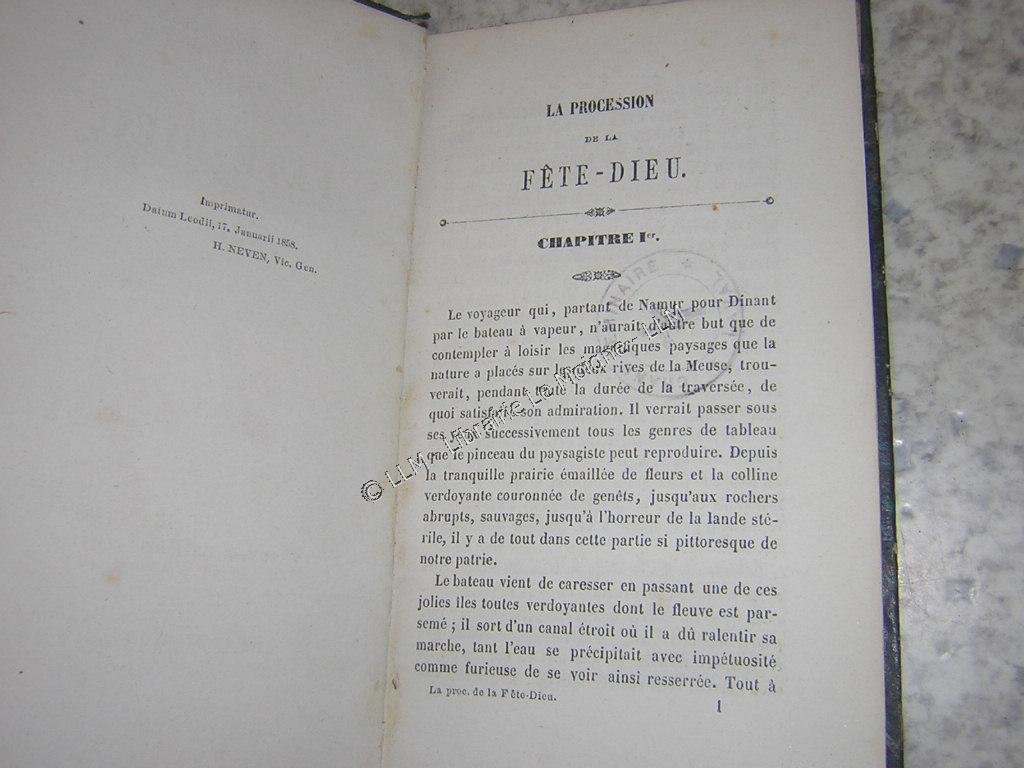 Imprimatur.
Datum Leodii, 17. Januarii 1858.
H. NEVEN, Vic. Gen.
LA PROCESSION
DE LA
FÊTE-DIEU.
CHAPITRE Ier.
Le voyageur qui, partant de Namur pour Dinant
par le bateau à vapeur, n'aurait d'autre but que de
contempler à loisir les magnifiques paysages que la
nature a placés sur les deux rives de la Meuse, trou-
verait, pendant toute la durée de la traversée, de
quoi satisfaire son admiration. Il verrait passer sous
ses yeux successivement tous les genres de tableau
que le pinceau du paysagiste peut reproduire. Depuis
la tranquille prairie émaillée de fleurs et la colline
verdoyante couronnée de genêts, jusqu'aux rochers
abrupts, sauvages, jusqu'à l'horreur de la lande sté-
rile, il y a de tout dans cette partie si pittoresque de
notre patrie.
Le bateau vient de caresser en passant une de ces
jolies îles toutes verdoyantes dont le fleuve est par-
semé ; il sort d'un canal étroit où il a dû ralentir sa
marche, tant l'eau se précipitait avec impétuosité
comme furieuse de se voir ainsi resserrée. Tout à
La proc. de la Fête-Dieu.
1
© LLM - Librairie Le Moignet - LLM